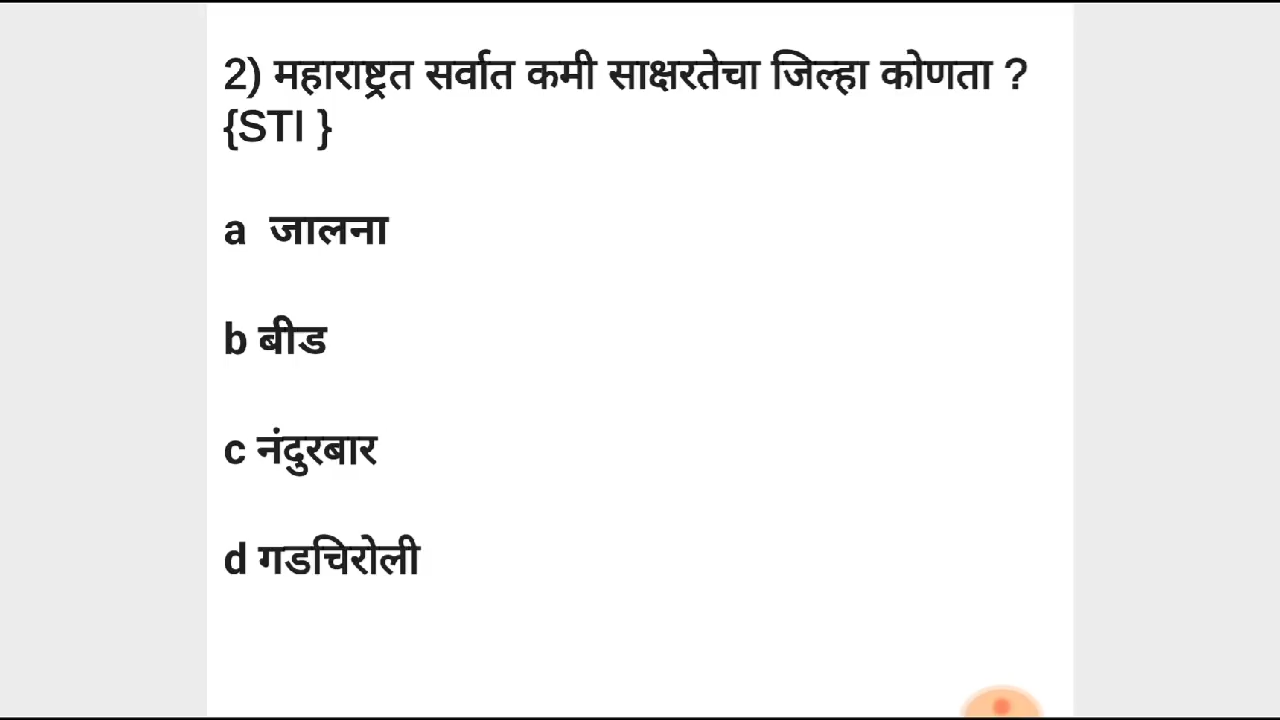 2) महाराष्ट्रत सर्वात कमी साक्षरतेचा जिल्हा कोणता ?
{STI }
a जालना
b बीड
c नंदुरबार
d गडचिरोली